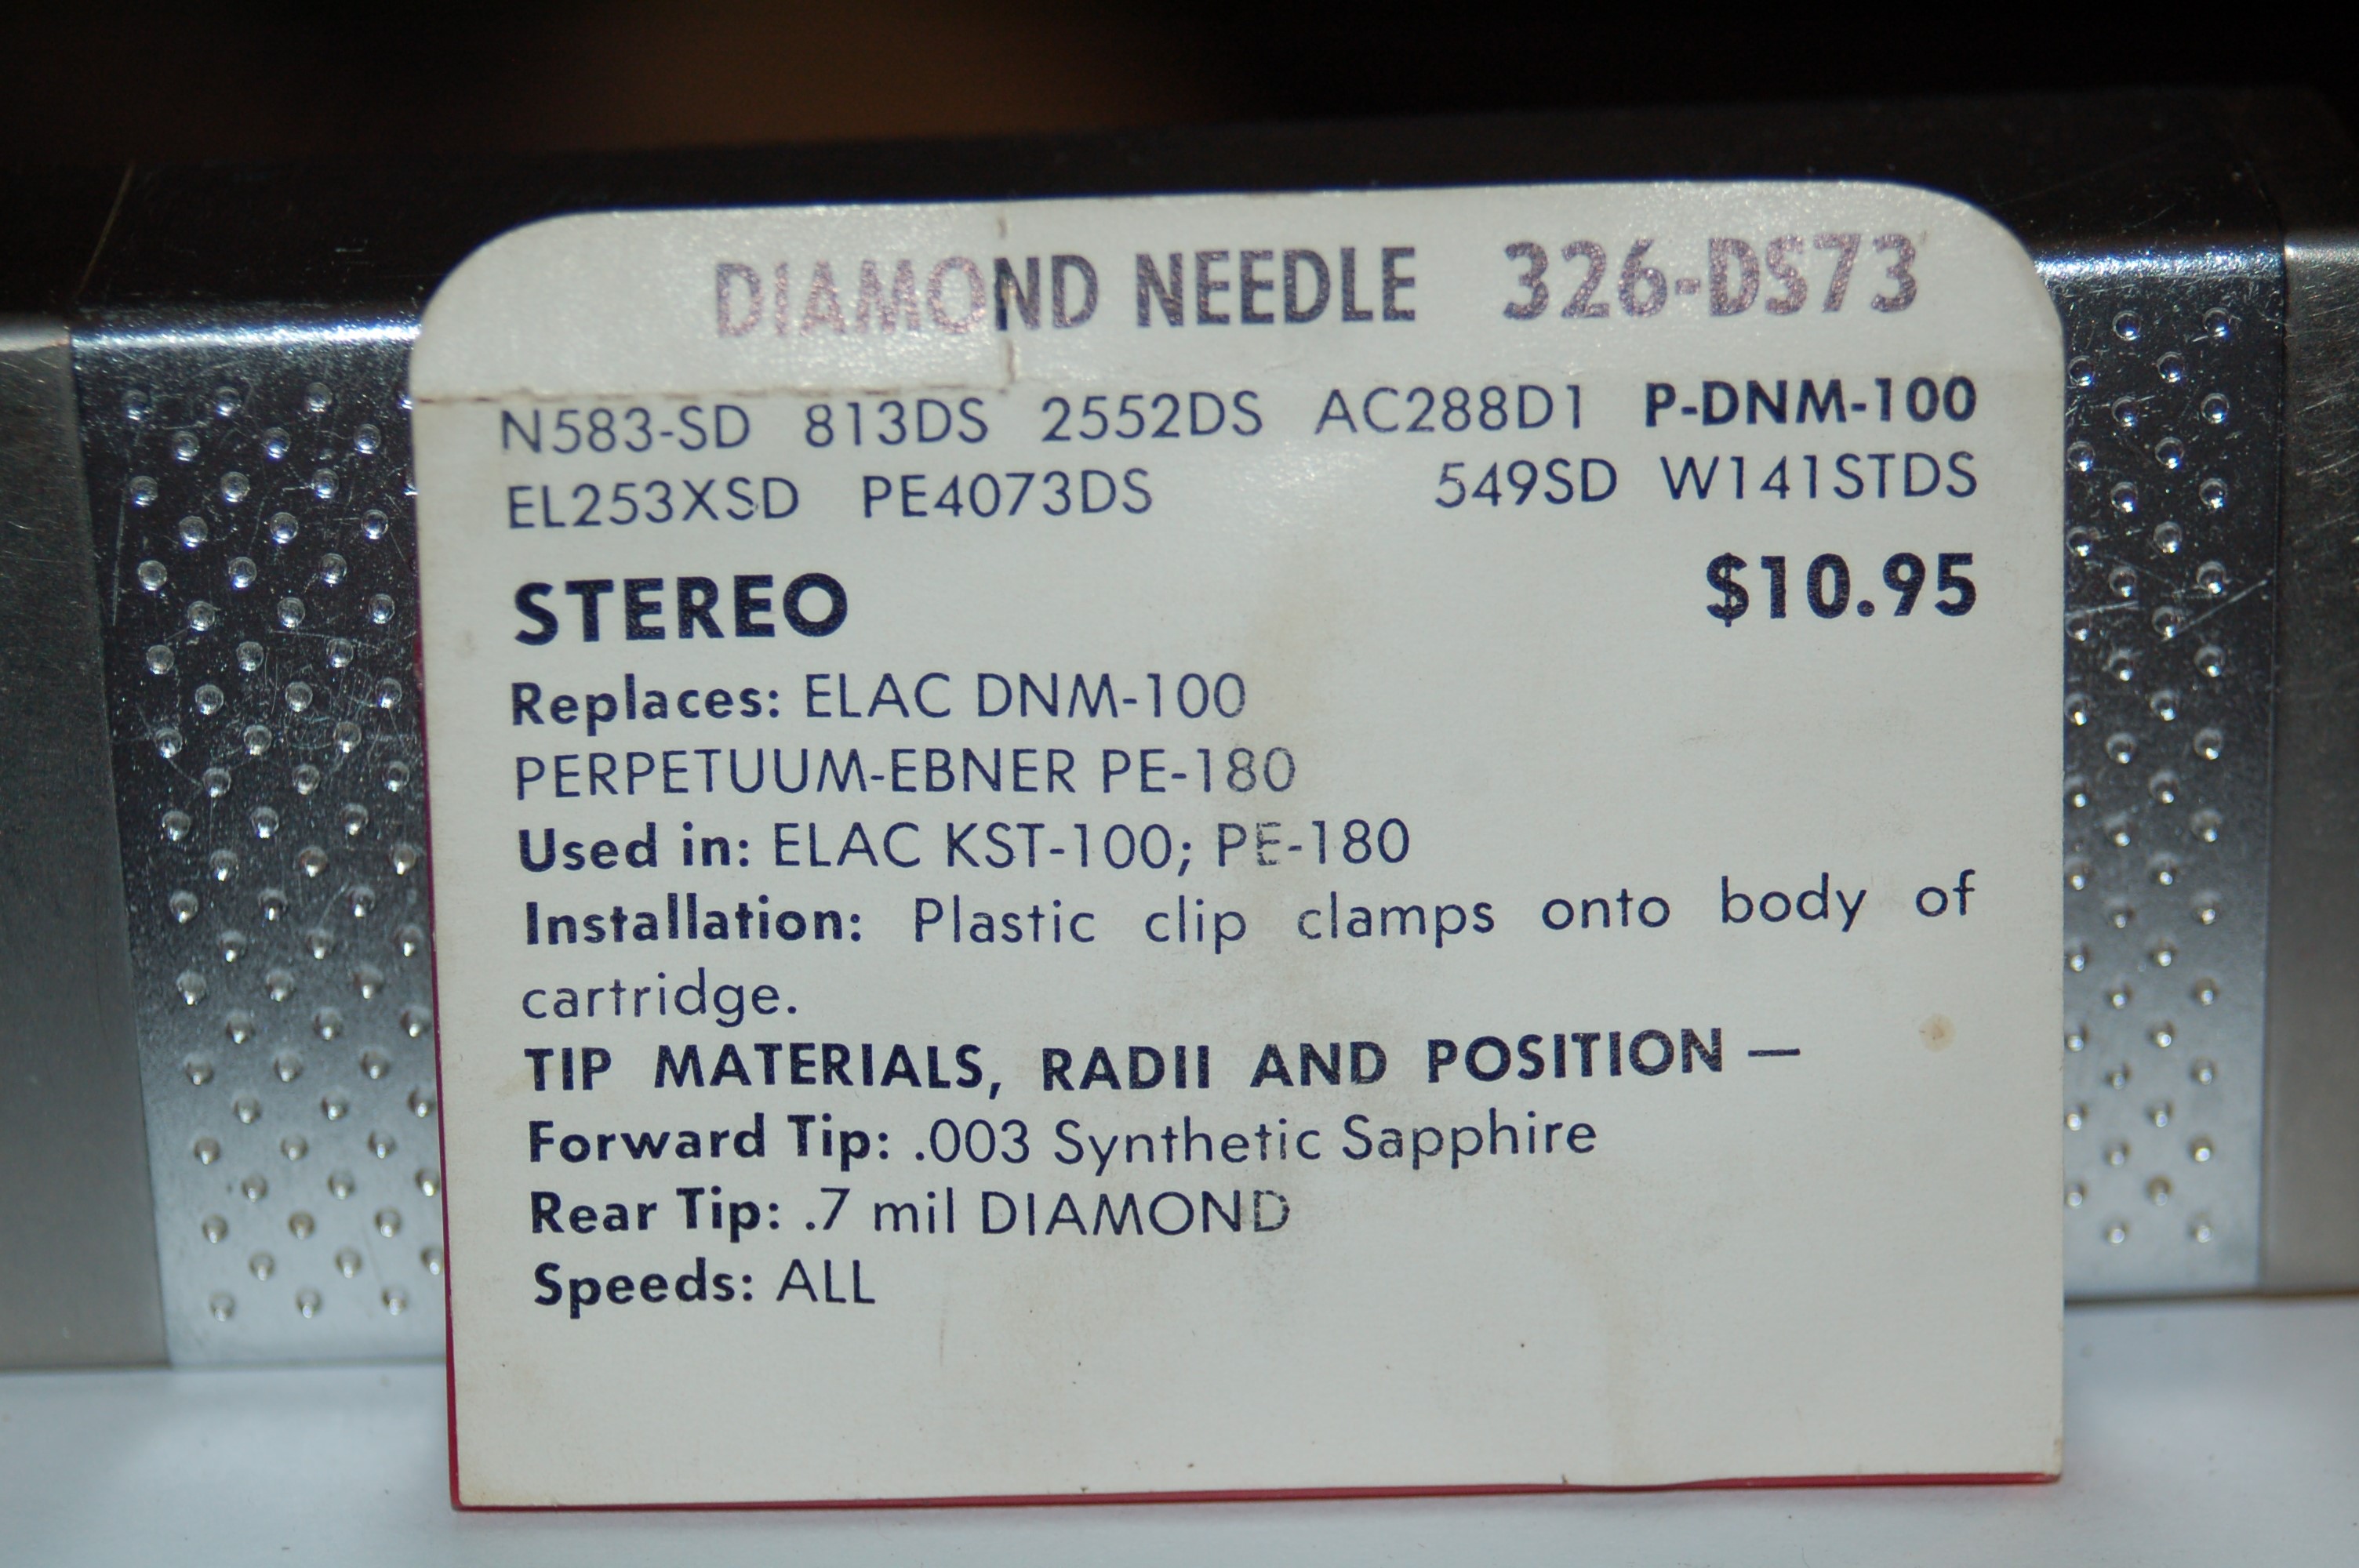 DIAMOND NEEDLE 326-DS73
N583-SD 813DS 2552DS AC288D1 P-DNM-100
EL253XSD PE4073DS 549SD W141STDS
STEREO $10.95
Replaces: ELAC DNM-100
PERPETUUM-EBNER PE-180
Used in: ELAC KST-100; PE-180
Installation: Plastic clip clamps onto body of
cartridge.
TIP MATERIALS, RADII AND POSITION —
Forward Tip: .003 Synthetic Sapphire
Rear Tip: .7 mil DIAMOND
Speeds: ALL